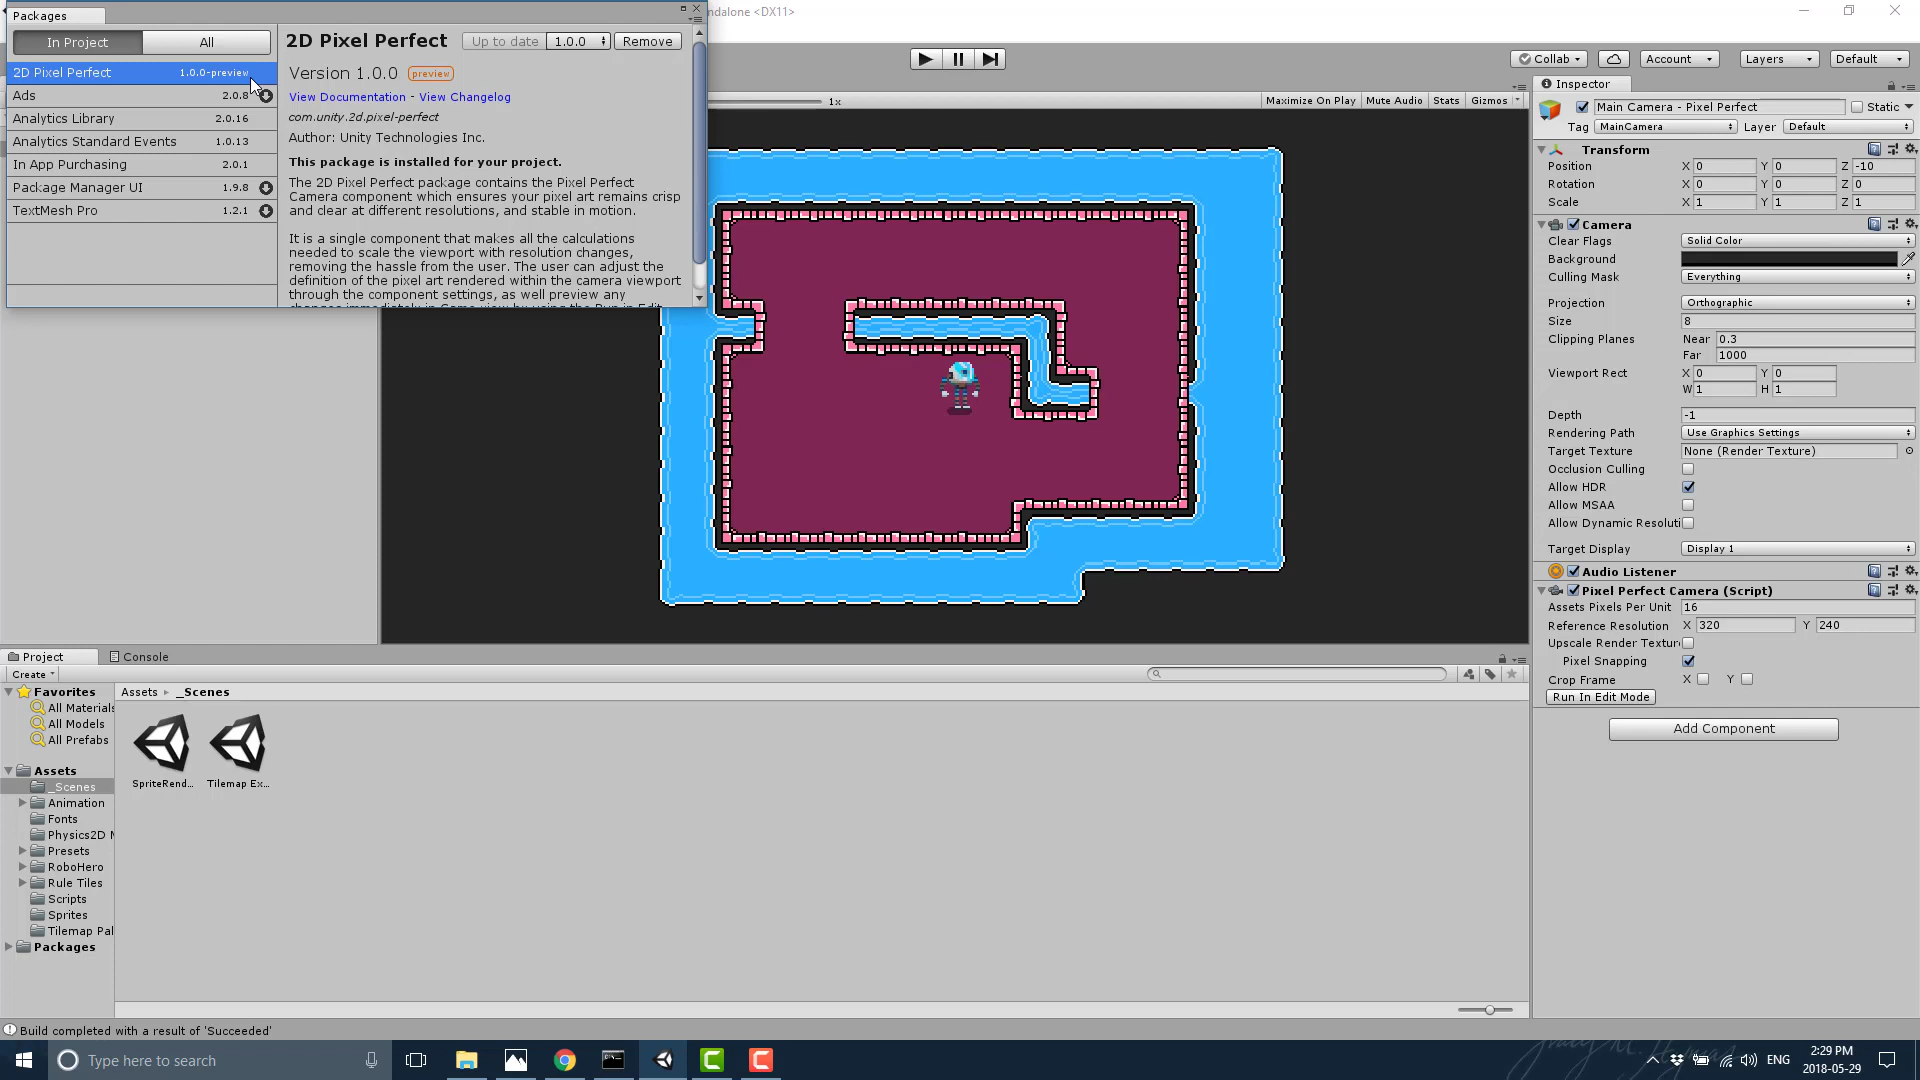 Packages
ndalone <DX11>
In Project
All
2D Pixel Perfect 1.0.0-preview
Ads 2.0.8
Analytics Library 2.0.16
Analytics Standard Events 1.0.13
In App Purchasing 2.0.1
Package Manager UI 1.9.8
TextMesh Pro 1.2.1
2D Pixel Perfect Up to date 1.0.0 Remove
Version 1.0.0 preview
View Documentation - View Changelog
com.unity.2d.pixel-perfect
Author: Unity Technologies Inc.
This package is installed for your project.
The 2D Pixel Perfect package contains the Pixel Perfect
Camera component which ensures your pixel art remains crisp
and clear at different resolutions, and stable in motion.
It is a single component that makes all the calculations
needed to scale the viewport with resolution changes,
removing the hassle from the user. The user can adjust the
definition of the pixel art rendered within the camera viewport
through the component settings, as well preview any
changes immediately in Game view by using the Run in Edit
Collab Account Layers Default
1x Maximize On Play Mute Audio Stats Gizmos
Inspector
Main Camera - Pixel Perfect Static
Tag MainCamera Layer Default
Transform
Position X 0 Y 0 Z -10
Rotation X 0 Y 0 Z 0
Scale X 1 Y 1 Z 1
Camera
Clear Flags Solid Color
Background
Culling Mask Everything
Projection Orthographic
Size 8
Clipping Planes Near 0.3
Far 1000
Viewport Rect X 0 Y 0
W 1 H 1
Depth -1
Rendering Path Use Graphics Settings
Target Texture None (Render Texture)
Occlusion Culling
Allow HDR
Allow MSAA
Allow Dynamic Resoluti
Target Display Display 1
Audio Listener
Pixel Perfect Camera (Script)
Assets Pixels Per Unit 16
Reference Resolution X 320 Y 240
Upscale Render Textur
Pixel Snapping
Crop Frame X Y
Run In Edit Mode
Add Component
Project Console
Create
Favorites
All Materials
All Models
All Prefabs
Assets
_Scenes
Animation
Fonts
Physics2D M
Presets
RoboHero
Rule Tiles
Scripts
Sprites
Tilemap Pal
Packages
Assets _Scenes
SpriteRend... Tilemap Ex...
Build completed with a result of 'Succeeded'
Type here to search
ENG
2:29 PM
2018-05-29